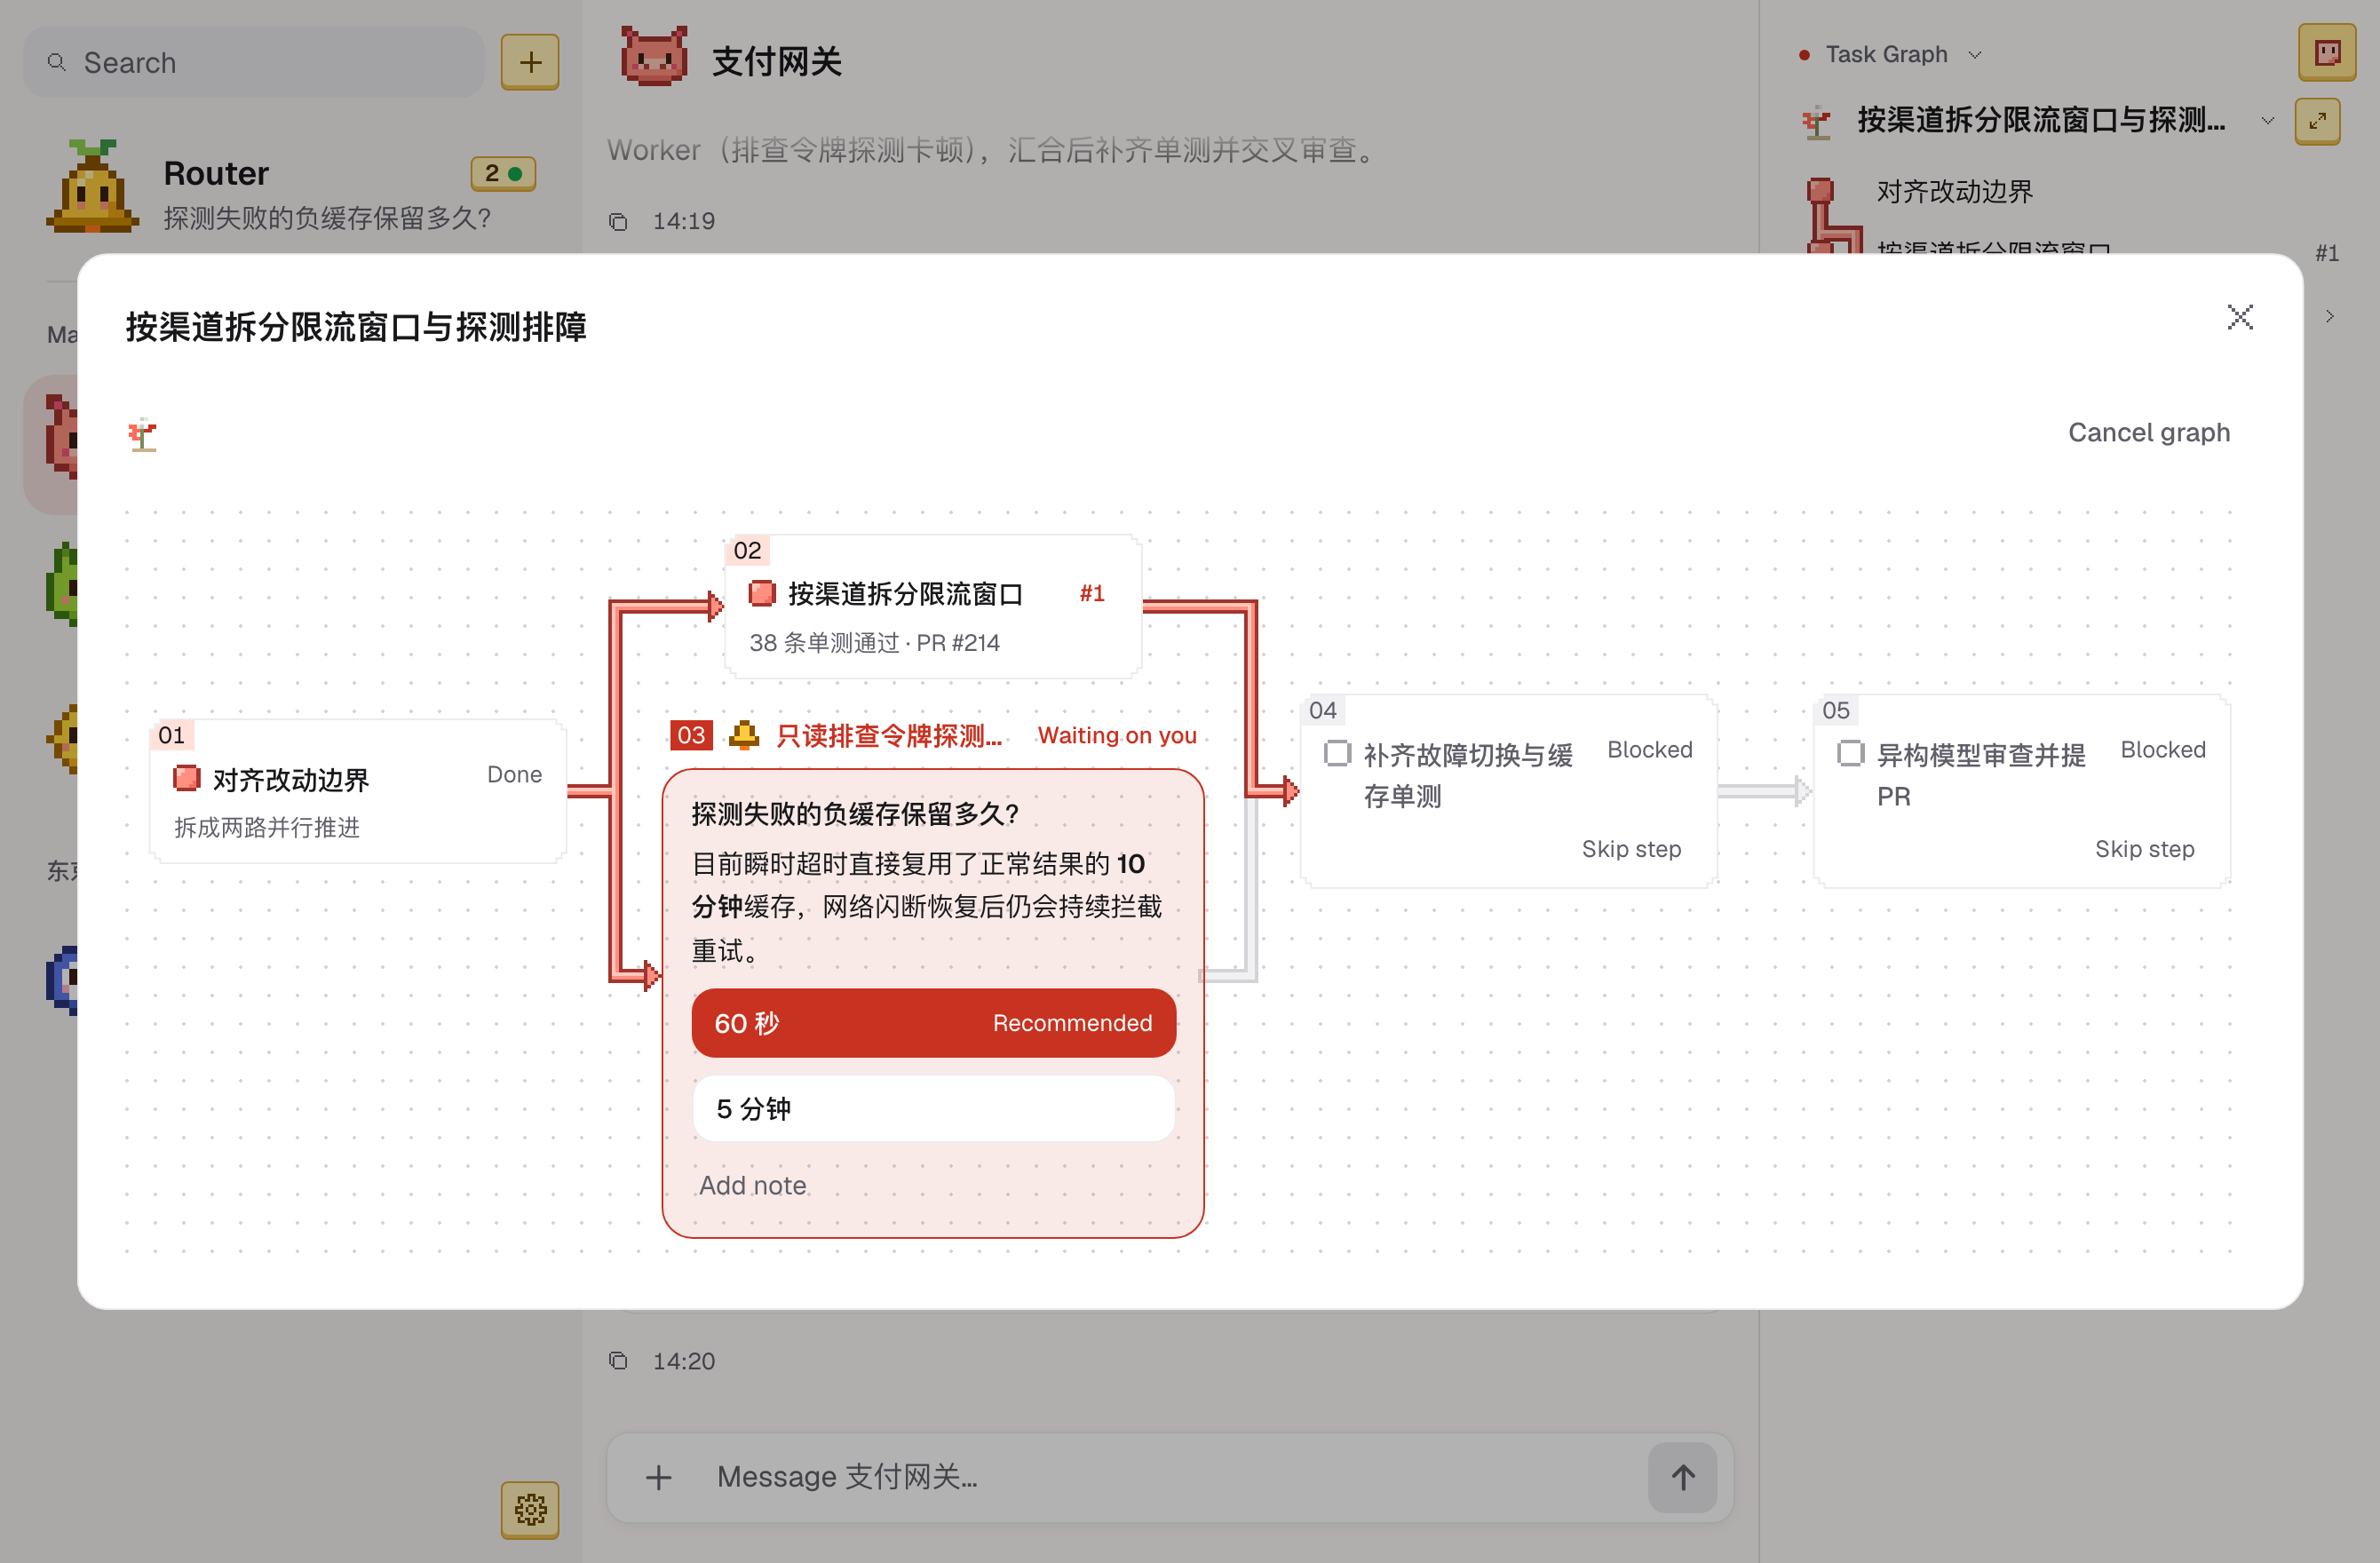 Search
Router
2
探测失败的负缓存保留多久?
支付网关
Worker（排查令牌探测卡顿），汇合后补齐单测并交叉审查。
14:19
Task Graph
按渠道拆分限流窗口与探测...
对齐改动边界
按渠道拆分限流窗口
#1
按渠道拆分限流窗口与探测排障
Cancel graph
01
对齐改动边界
Done
拆成两路并行推进
02
按渠道拆分限流窗口
#1
38 条单测通过 · PR #214
03
只读排查令牌探测...
Waiting on you
探测失败的负缓存保留多久?
目前瞬时超时直接复用了正常结果的 10
分钟缓存，网络闪断恢复后仍会持续拦截
重试。
60 秒
Recommended
5 分钟
Add note
04
补齐故障切换与缓
存单测
Blocked
Skip step
05
异构模型审查并提
PR
Blocked
Skip step
14:20
Message 支付网关...